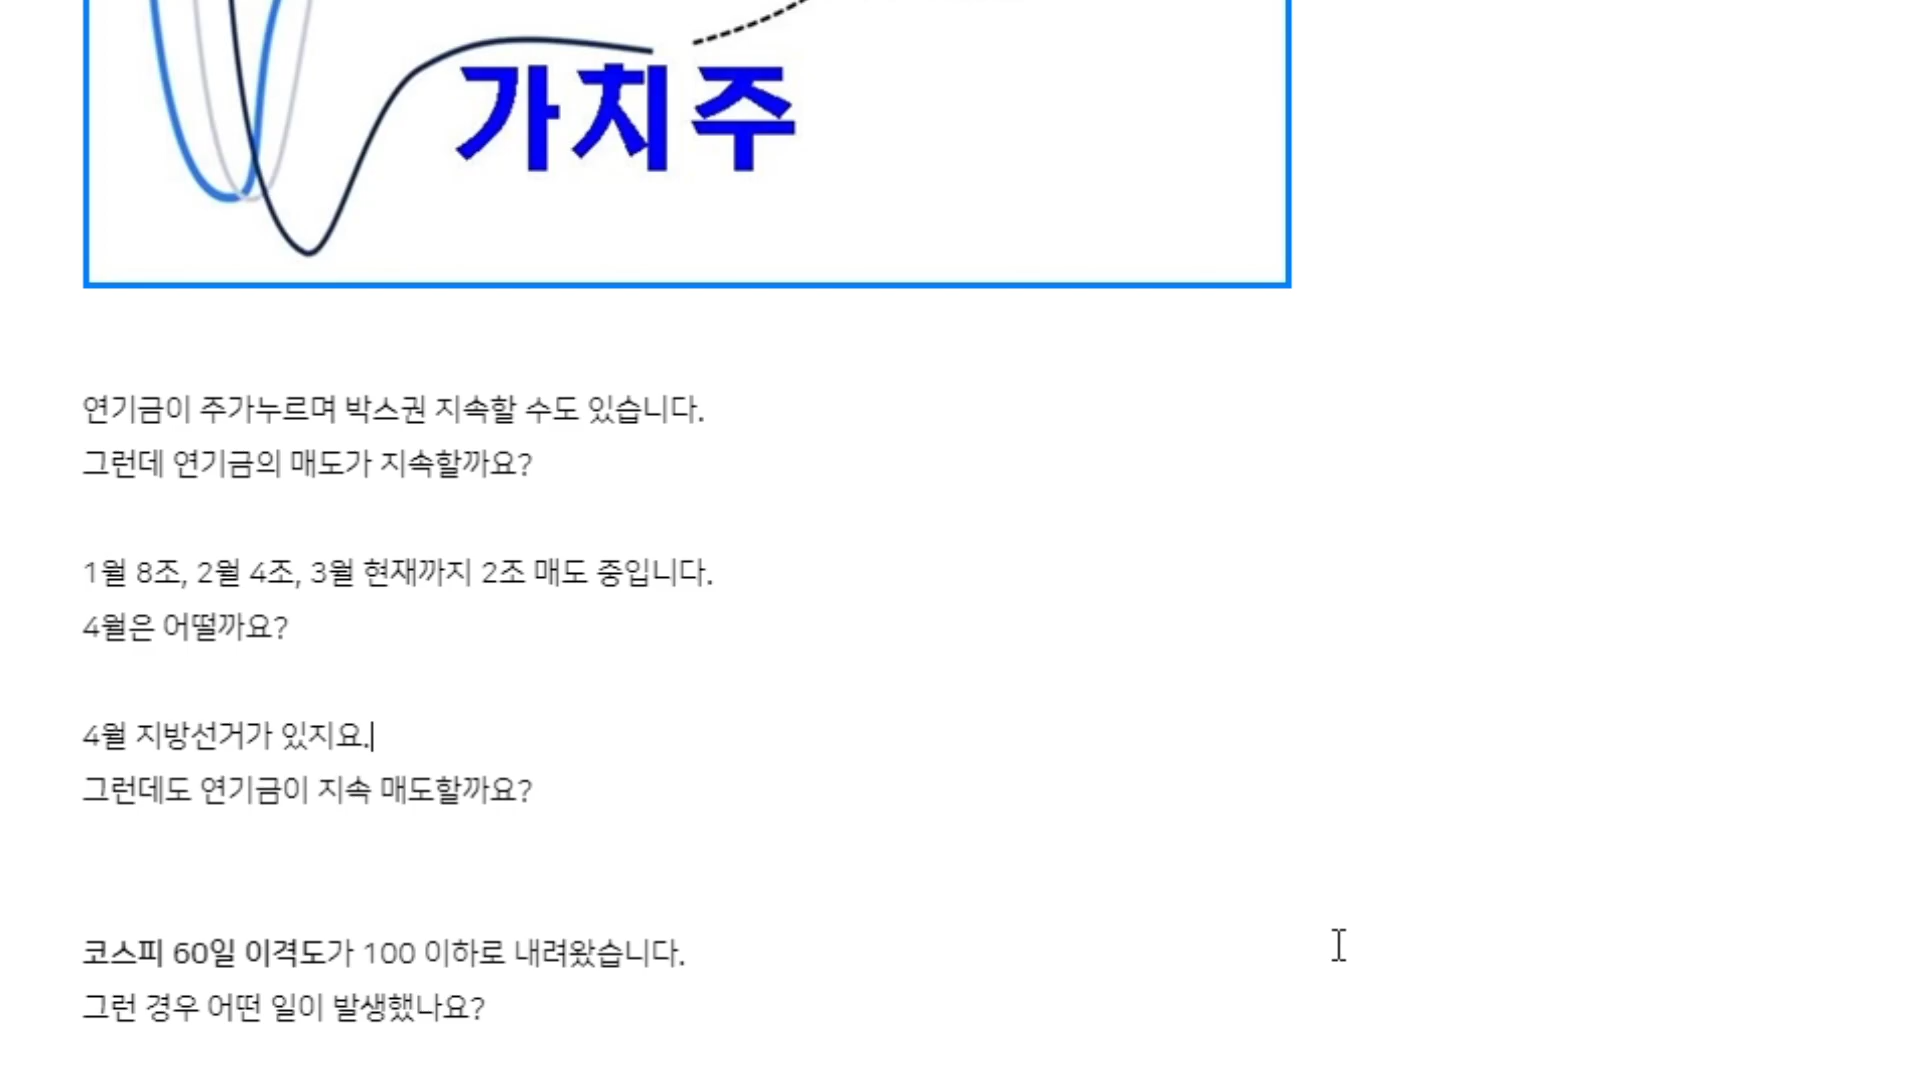 가치주
연기금이 주가누르며 박스권 지속할 수도 있습니다.
그런데 연기금의 매도가 지속할까요?
1월 8조, 2월 4조, 3월 현재까지 2조 매도 중입니다.
4월은 어떨까요?
4월 지방선거가 있지요.
그런데도 연기금이 지속 매도할까요?
코스피 60일 이격도가 100 이하로 내려왔습니다.
그런 경우 어떤 일이 발생했나요?